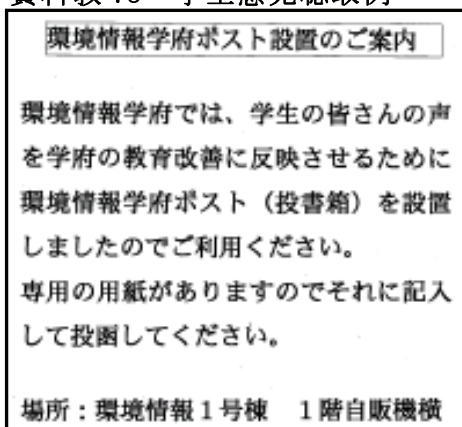 環境情報学府ポスト設置のご案内
環境情報学府では、学生の皆さんの声
を学府の教育改善に反映させるために
環境情報学府ポスト（投書箱）を設置
しましたのでご利用ください。
専用の用紙がありますのでそれに記入
して投函してください。
場所：環境情報１号棟　１階自販機横